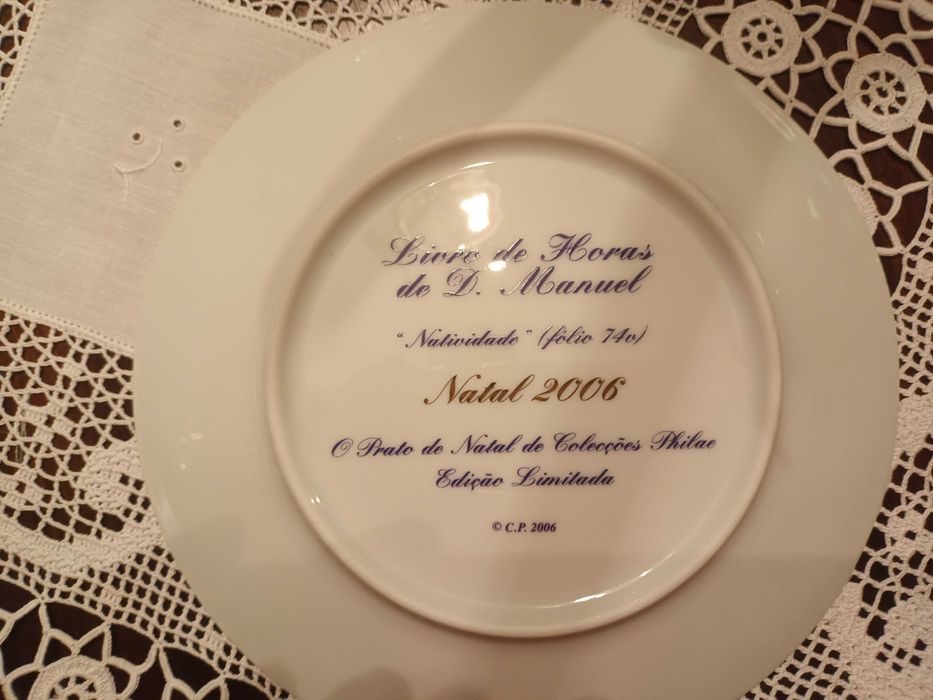 Livro de Horas
de D. Manuel
“Natividade” (fólio 74v)
Natal 2006
O Prato de Natal de Colecções Philae
Edição Limitada
© C.P. 2006